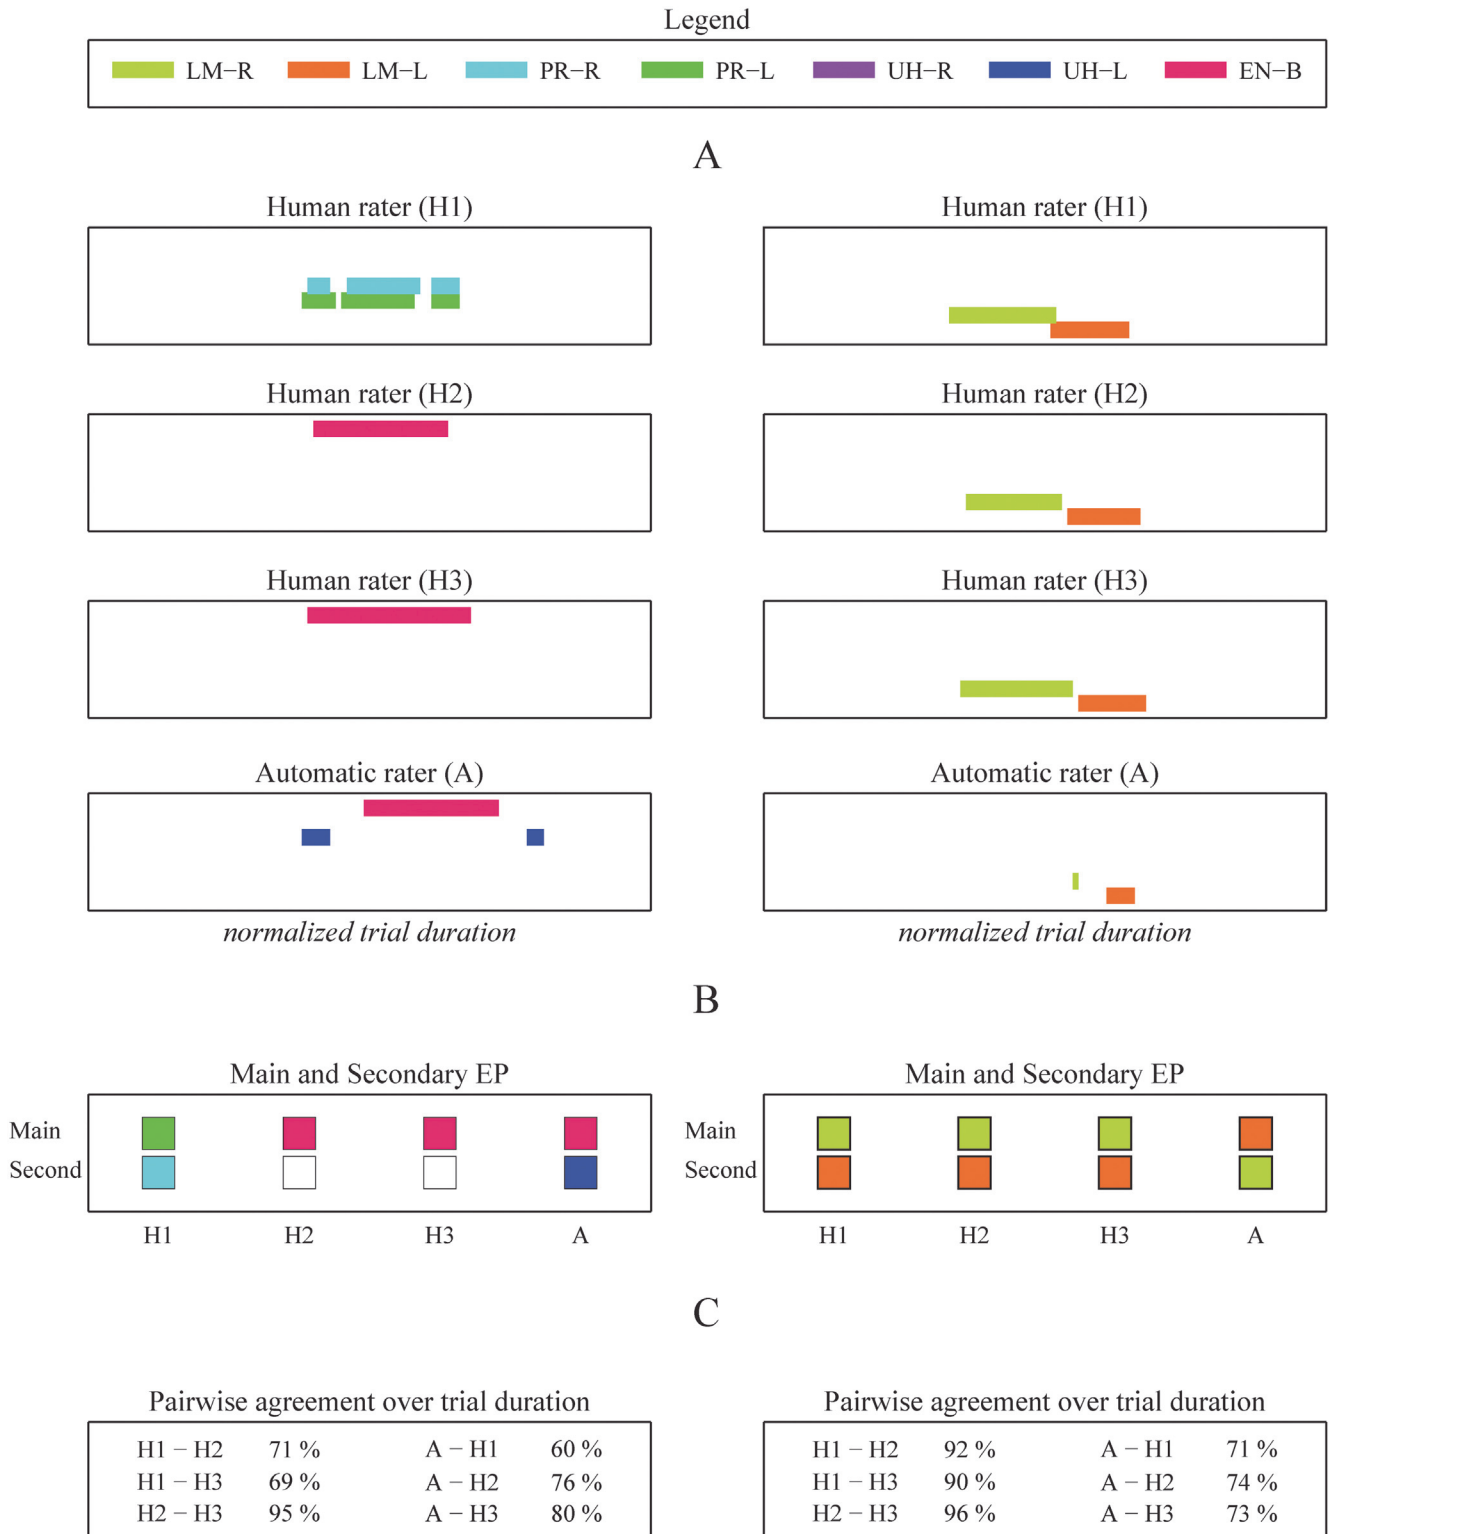 Legend
LM−R LM−L PR−R PR−L UH−R UH−L EN−B
A
Human rater (H1) Human rater (H1)
Human rater (H2) Human rater (H2)
Human rater (H3) Human rater (H3)
Automatic rater (A) Automatic rater (A)
normalized trial duration normalized trial duration
B
Main and Secondary EP Main and Secondary EP
Main Main
Second Second
H1 H2 H3 A H1 H2 H3 A
C
Pairwise agreement over trial duration Pairwise agreement over trial duration
H1 − H2 71 % A − H1 60 % H1 − H2 92 % A − H1 71 %
H1 − H3 69 % A − H2 76 % H1 − H3 90 % A − H2 74 %
H2 − H3 95 % A − H3 80 % H2 − H3 96 % A − H3 73 %